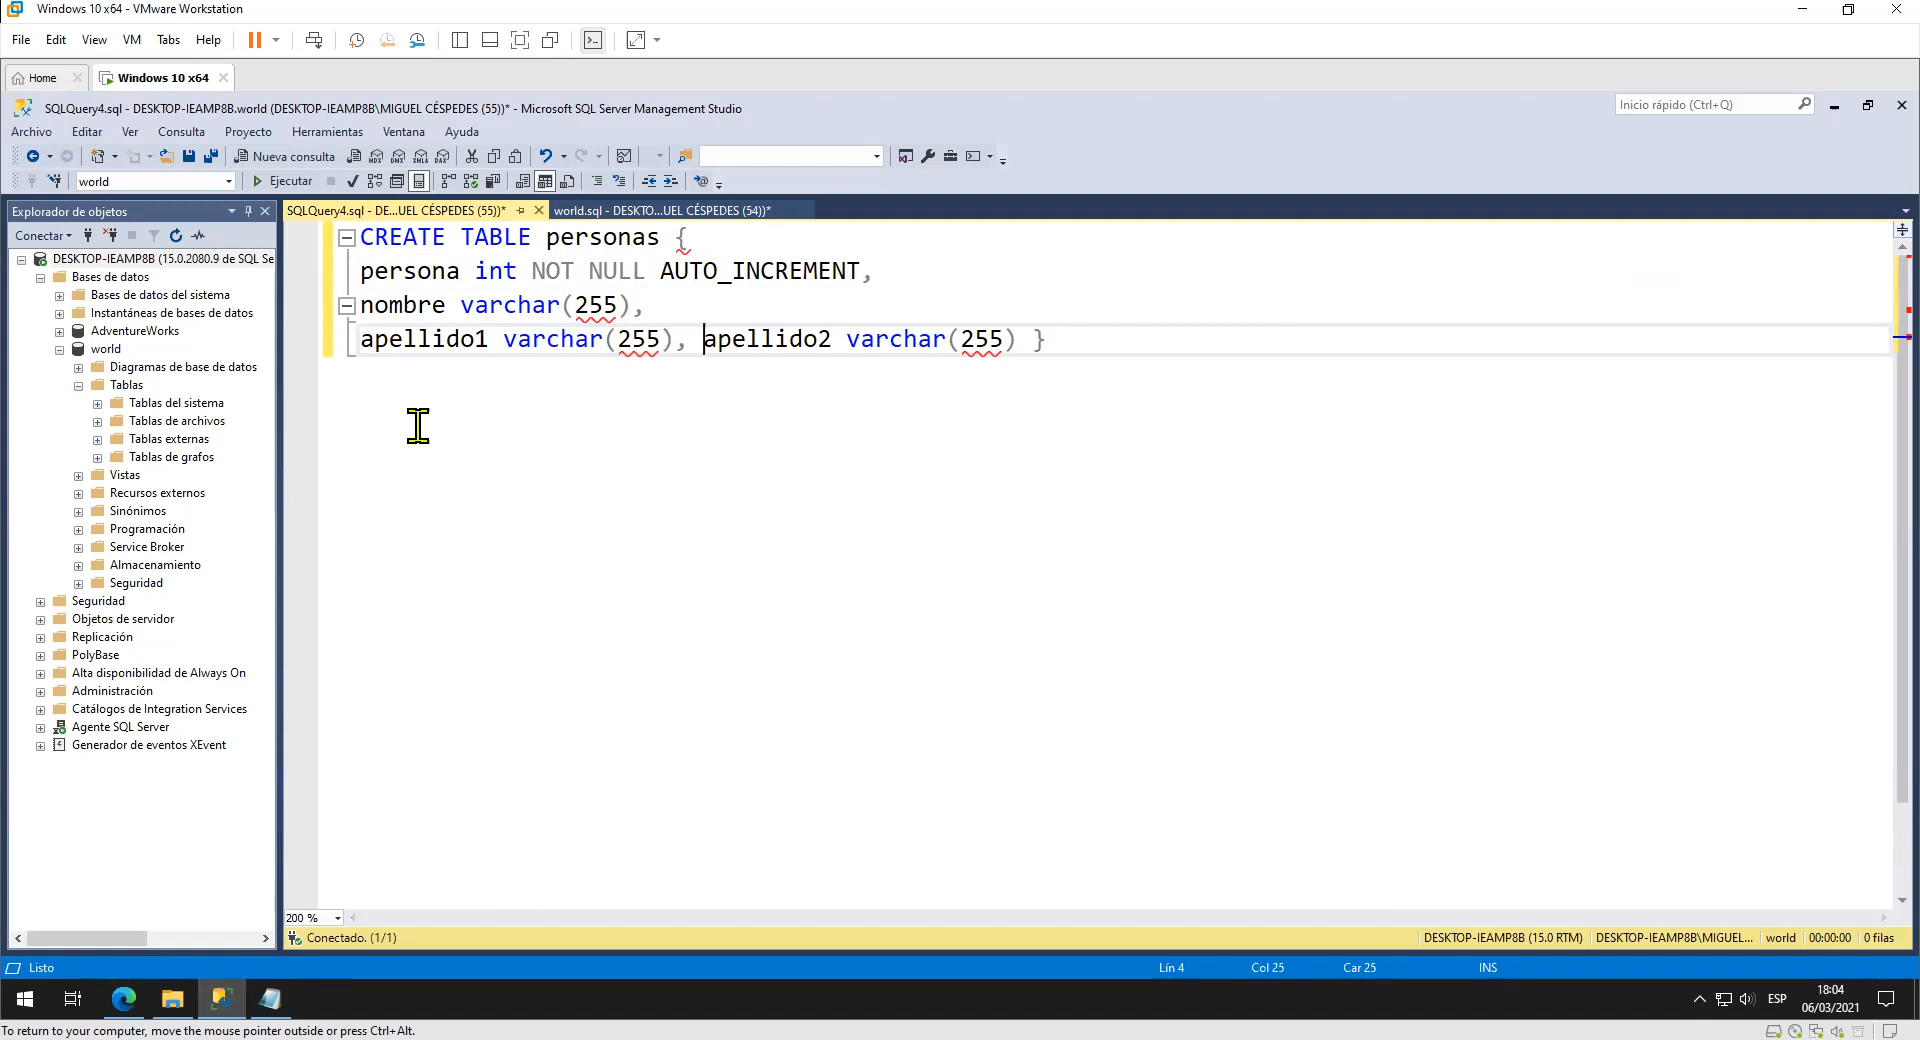 Windows 10 x64 - VMware Workstation
File Edit View VM Tabs Help
Home
Windows 10 x64
SQLQuery4.sql - DESKTOP-IEAMP8B.world (DESKTOP-IEAMP8B\MIGUEL CÉSPEDES (55))* - Microsoft SQL Server Management Studio
Inicio rápido (Ctrl+Q)
Archivo Editar Ver Consulta Proyecto Herramientas Ventana Ayuda
Nueva consulta
world
Ejecutar
Explorador de objetos
SQLQuery4.sql - DE...UEL CÉSPEDES (55))*
world.sql - DESKTO...UEL CÉSPEDES (54))*
Conectar
DESKTOP-IEAMP8B (15.0.2080.9 de SQL Se
Bases de datos
Bases de datos del sistema
Instantáneas de bases de datos
AdventureWorks
world
Diagramas de base de datos
Tablas
Tablas del sistema
Tablas de archivos
Tablas externas
Tablas de grafos
Vistas
Recursos externos
Sinónimos
Programación
Service Broker
Almacenamiento
Seguridad
Seguridad
Objetos de servidor
Replicación
PolyBase
Alta disponibilidad de Always On
Administración
Catálogos de Integration Services
Agente SQL Server
Generador de eventos XEvent
CREATE TABLE personas {
persona int NOT NULL AUTO_INCREMENT,
nombre varchar(255),
apellido1 varchar(255), apellido2 varchar(255) }
200 %
Conectado. (1/1)
DESKTOP-IEAMP8B (15.0 RTM)
DESKTOP-IEAMP8B\MIGUEL...
world
00:00:00
0 filas
Listo
Lín 4
Col 25
Car 25
INS
ESP
18:04
06/03/2021
To return to your computer, move the mouse pointer outside or press Ctrl+Alt.